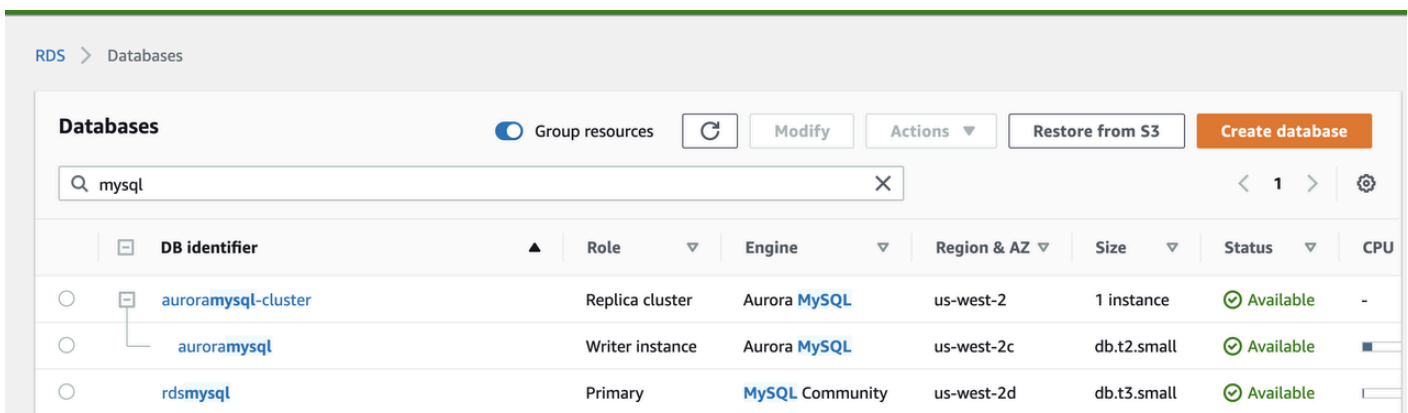 RDS > Databases
Databases Group resources Modify Actions Restore from S3 Create database
mysql 1
DB identifier Role Engine Region & AZ Size Status CPU
auroramysql-cluster Replica cluster Aurora MySQL us-west-2 1 instance Available -
auroramysql Writer instance Aurora MySQL us-west-2c db.t2.small Available
rdsmysql Primary MySQL Community us-west-2d db.t3.small Available